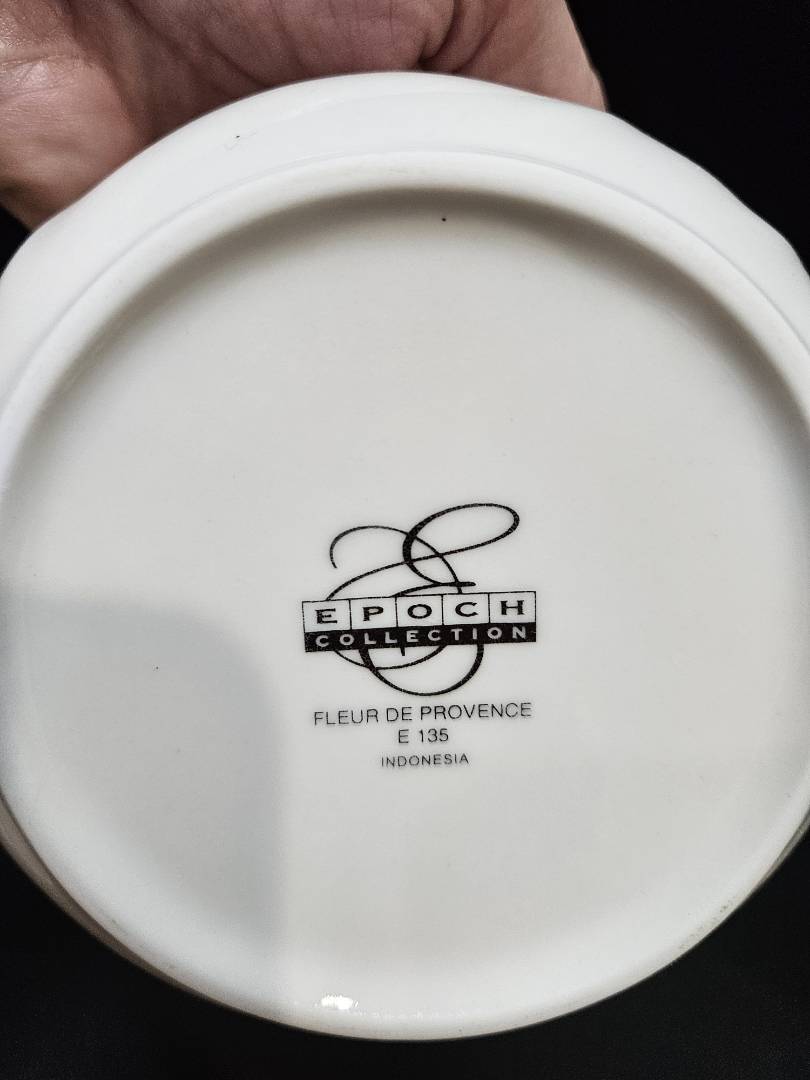 EPOCH
COLLECTION
FLEUR DE PROVENCE
E 135
INDONESIA